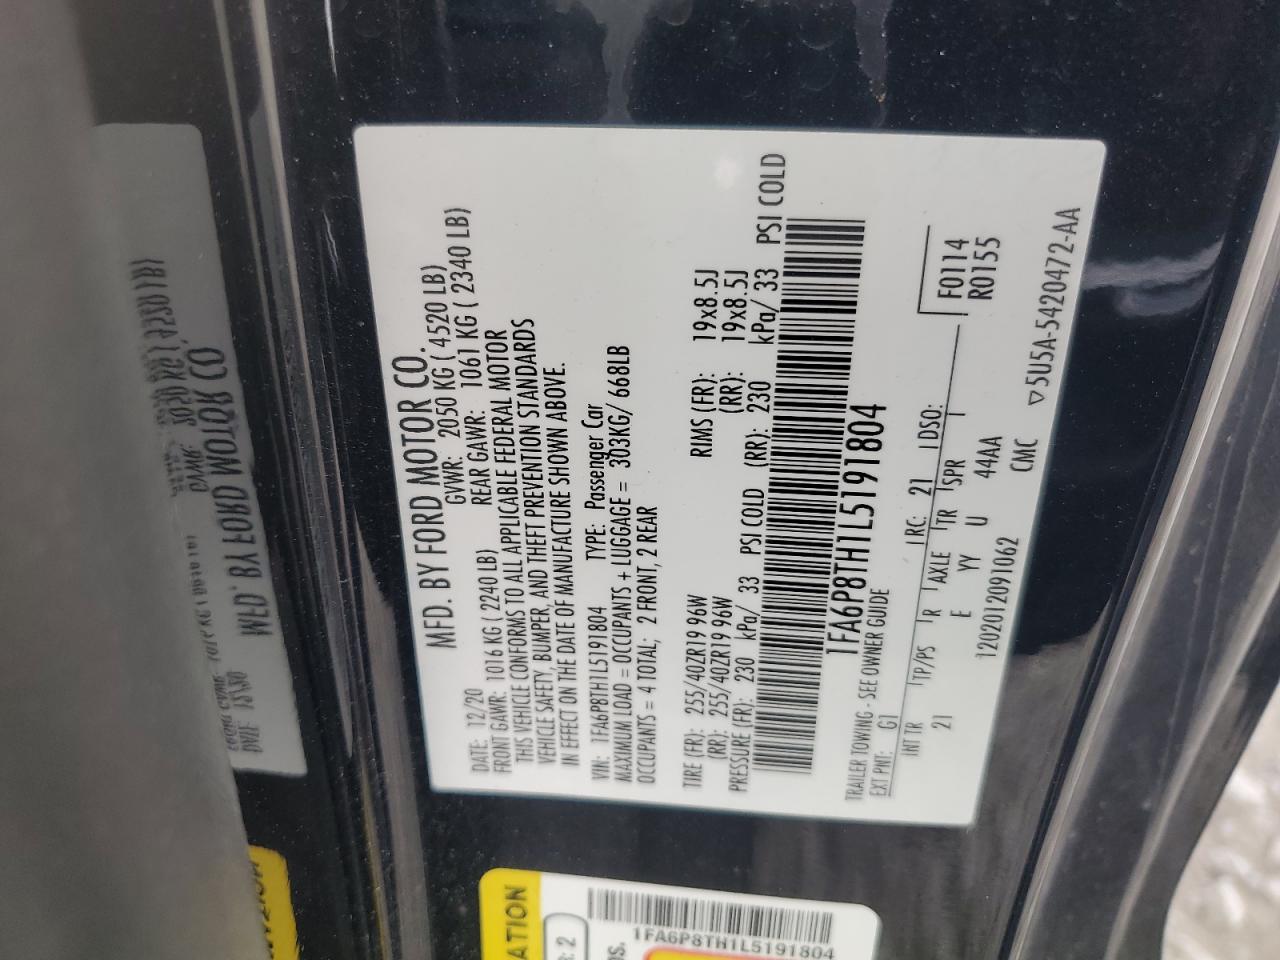 MFD. BY FORD MOTOR CO.
DATE: 12/20 GVWR: 2050 KG ( 4520 LB)
FRONT GAWR: 1016 KG ( 2240 LB) REAR GAWR: 1061 KG ( 2340 LB)
THIS VEHICLE CONFORMS TO ALL APPLICABLE FEDERAL MOTOR
VEHICLE SAFETY, BUMPER, AND THEFT PREVENTION STANDARDS
IN EFFECT ON THE DATE OF MANUFACTURE SHOWN ABOVE.
VIN: 1FA6P8TH1L5191804 TYPE: Passenger Car
MAXIMUM LOAD = OCCUPANTS + LUGGAGE = 303KG/ 668LB
OCCUPANTS = 4 TOTAL; 2 FRONT, 2 REAR
TIRE (FR): 255/40ZR19 96W RIMS (FR): 19x8.5J
(RR): 255/40ZR19 96W (RR): 19x8.5J
PRESSURE (FR): 230 kPa/ 33 PSI COLD (RR): 230 kPa/ 33 PSI COLD
1FA6P8TH1L5191804
TRAILER TOWING - SEE OWNER GUIDE
EXT PNT: G1 RC: 21 DSO:
INT TR TP/PS R AXLE TR SPR F0114
21 E YY U 44AA R0155
1202012091062 CMC
▽5U5A-5420472-AA
ATION
: 2
1FA6P8TH1L5191804